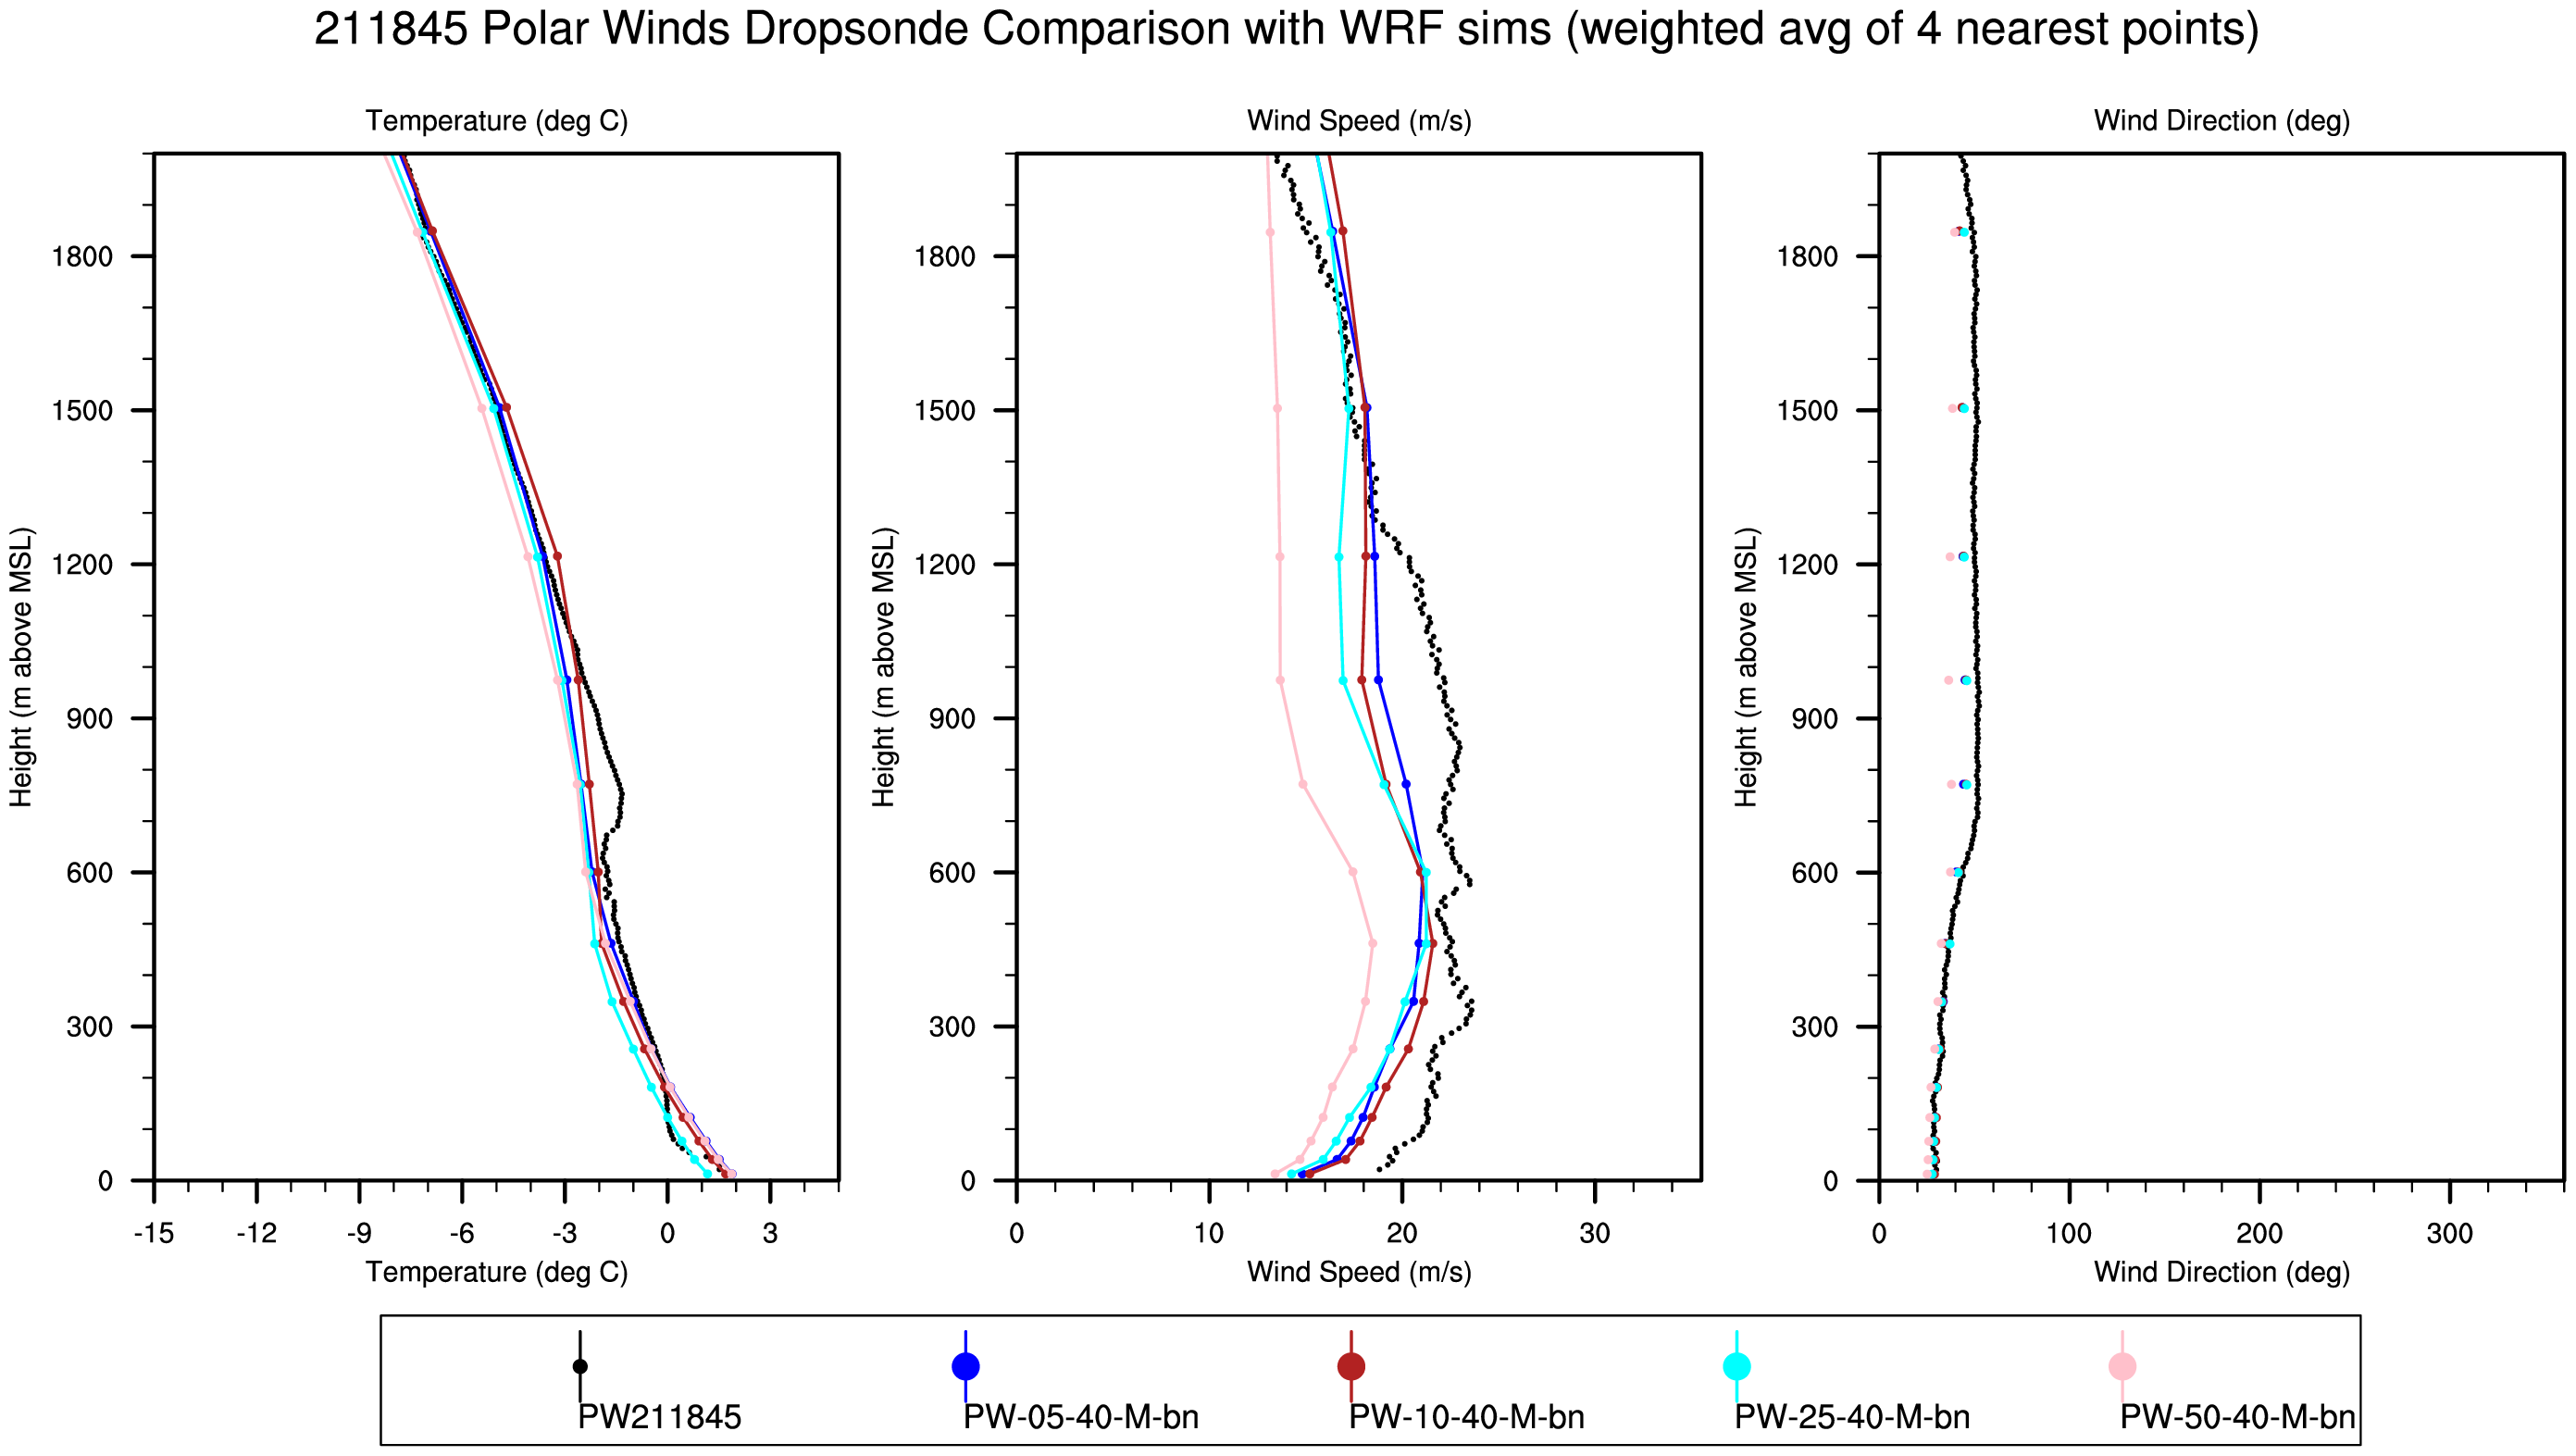 211845 Polar Winds Dropsonde Comparison with WRF sims (weighted avg of 4 nearest points)
Temperature (deg C)
Wind Speed (m/s)
Wind Direction (deg)
Height (m above MSL)
1800
1500
1200
900
600
300
0
-15 -12 -9 -6 -3 0 3
Temperature (deg C)
Height (m above MSL)
1800
1500
1200
900
600
300
0
0 10 20 30
Wind Speed (m/s)
Height (m above MSL)
1800
1500
1200
900
600
300
0
0 100 200 300
Wind Direction (deg)
PW211845
PW-05-40-M-bn
PW-10-40-M-bn
PW-25-40-M-bn
PW-50-40-M-bn